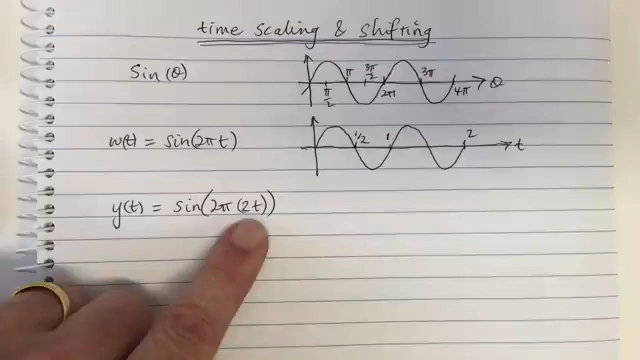 time scaling & shifting
sin(θ)
π/2 π 3π/2 2π 3π 4π θ
w(t) = sin(2πt)
1/2 1 2 t
y(t) = sin(2π(2t))